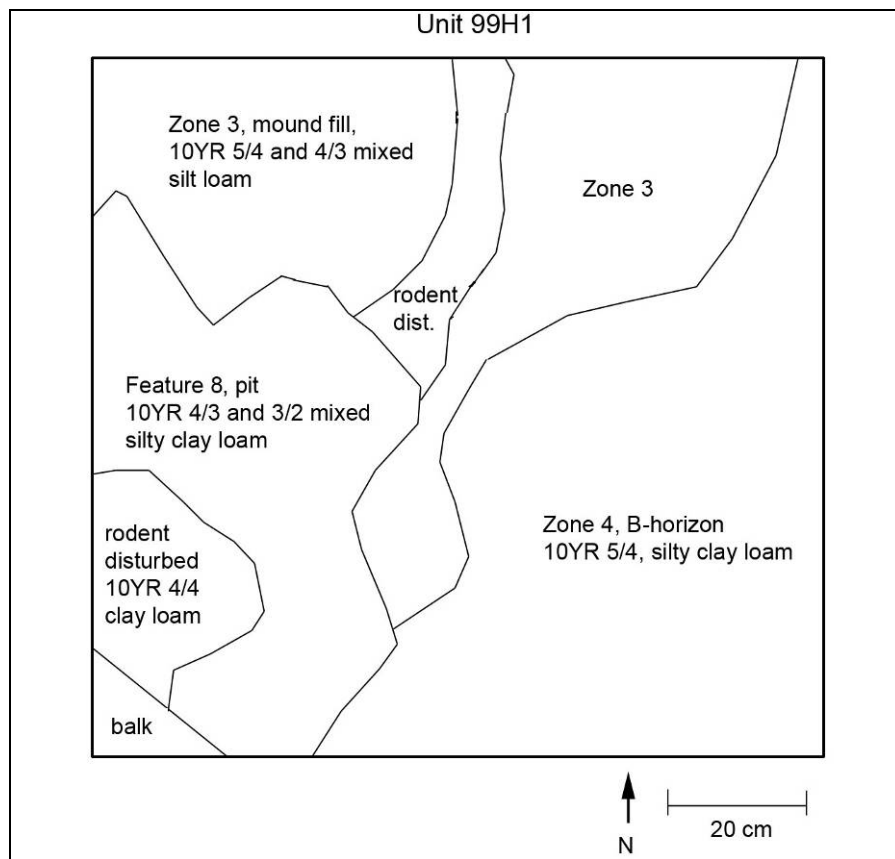 Unit 99H1
Zone 3, mound fill,
10YR 5/4 and 4/3 mixed
silt loam
Zone 3
rodent
dist.
Feature 8, pit
10YR 4/3 and 3/2 mixed
silty clay loam
rodent
disturbed
10YR 4/4
clay loam
Zone 4, B-horizon
10YR 5/4, silty clay loam
balk
N
20 cm